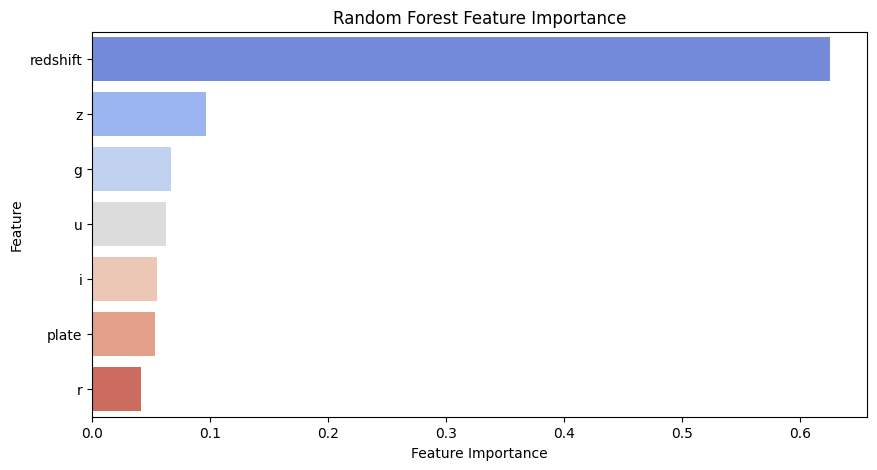 Random Forest Feature Importance
Feature
redshift
z
g
u
i
plate
r
0.0 0.1 0.2 0.3 0.4 0.5 0.6
Feature Importance